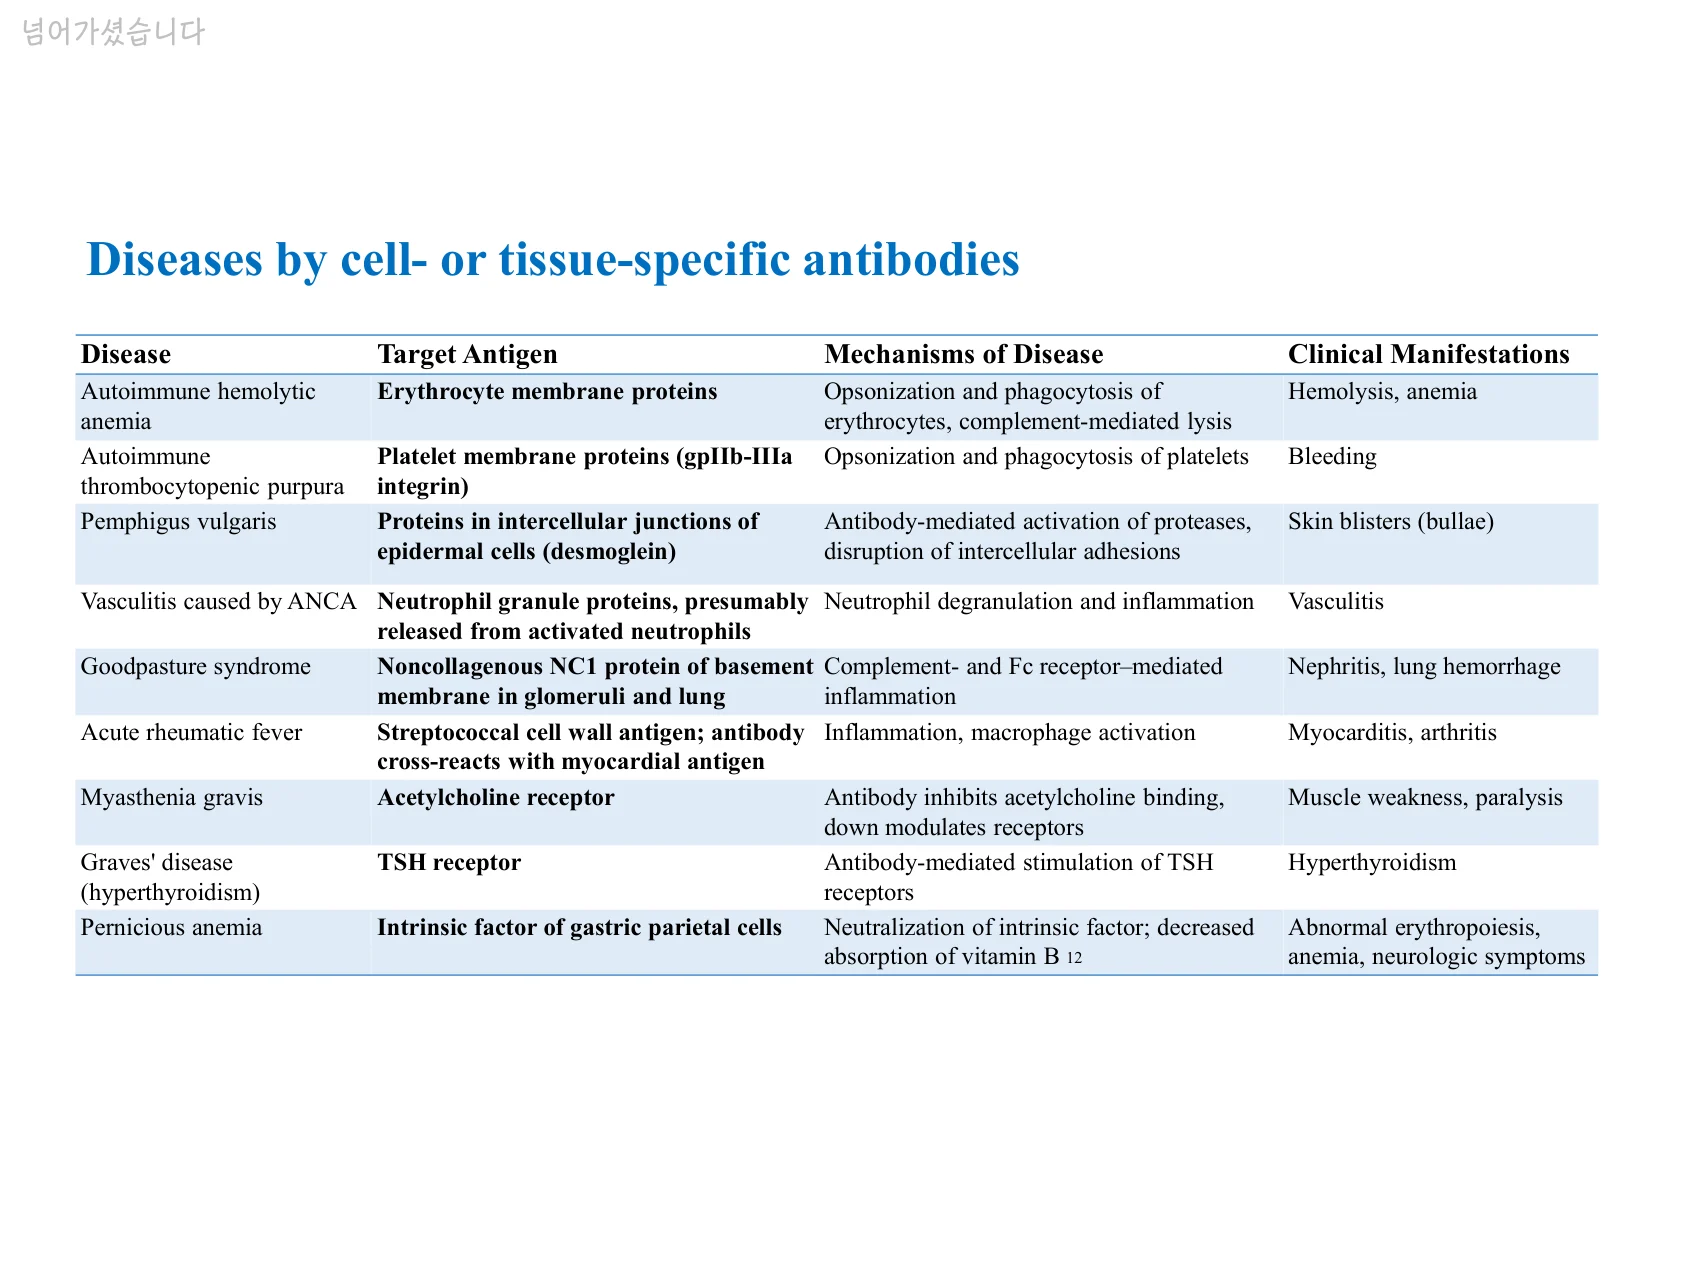 넘어가셨습니다
Diseases by cell- or tissue-specific antibodies
Disease Target Antigen Mechanisms of Disease Clinical Manifestations
Autoimmune hemolytic Erythrocyte membrane proteins Opsonization and phagocytosis of Hemolysis, anemia
anemia erythrocytes, complement-mediated lysis
Autoimmune Platelet membrane proteins (gpIIb-IIIa Opsonization and phagocytosis of platelets Bleeding
thrombocytopenic purpura integrin)
Pemphigus vulgaris Proteins in intercellular junctions of Antibody-mediated activation of proteases, Skin blisters (bullae)
epidermal cells (desmoglein) disruption of intercellular adhesions
Vasculitis caused by ANCA Neutrophil granule proteins, presumably Neutrophil degranulation and inflammation Vasculitis
released from activated neutrophils
Goodpasture syndrome Noncollagenous NC1 protein of basement Complement- and Fc receptor–mediated Nephritis, lung hemorrhage
membrane in glomeruli and lung inflammation
Acute rheumatic fever Streptococcal cell wall antigen; antibody Inflammation, macrophage activation Myocarditis, arthritis
cross-reacts with myocardial antigen
Myasthenia gravis Acetylcholine receptor Antibody inhibits acetylcholine binding, Muscle weakness, paralysis
down modulates receptors
Graves' disease TSH receptor Antibody-mediated stimulation of TSH Hyperthyroidism
(hyperthyroidism) receptors
Pernicious anemia Intrinsic factor of gastric parietal cells Neutralization of intrinsic factor; decreased Abnormal erythropoiesis,
absorption of vitamin B 12 anemia, neurologic symptoms